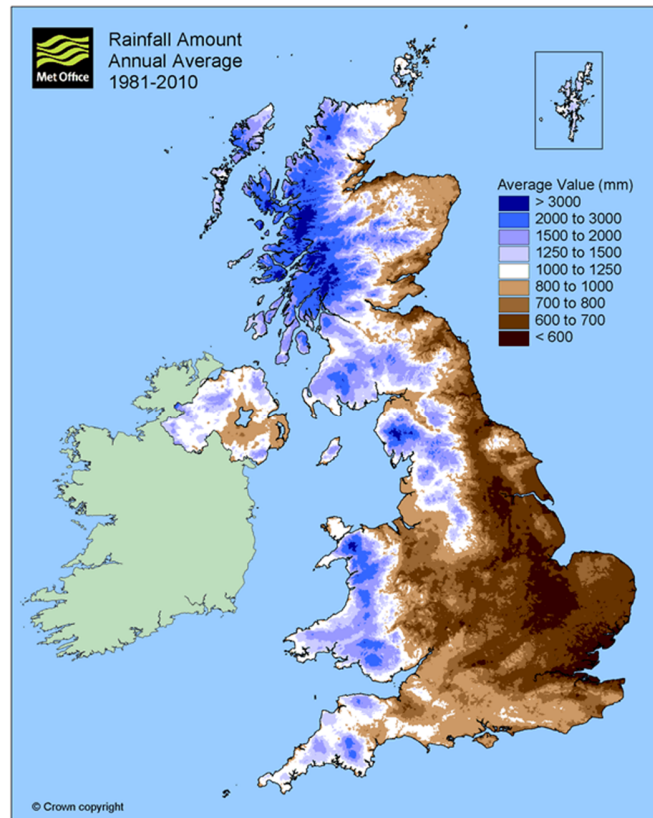 Met Office
Rainfall Amount
Annual Average
1981-2010
Average Value (mm)
> 3000
2000 to 3000
1500 to 2000
1250 to 1500
1000 to 1250
800 to 1000
700 to 800
600 to 700
< 600
© Crown copyright